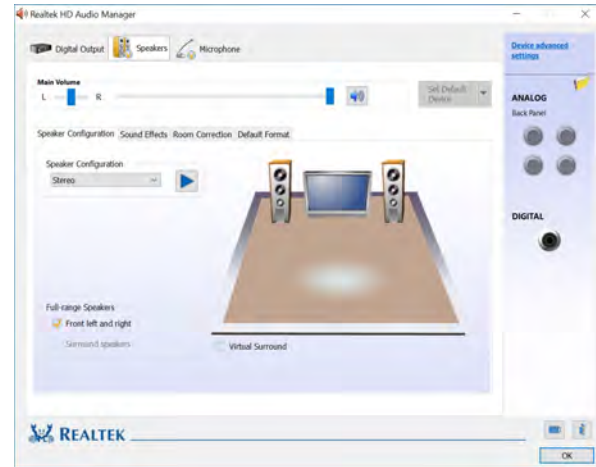 Realtek HD Audio Manager
Digital Output
Speakers
Microphone
Device advanced
settings
Main Volume
L
R
Set Default
Device
ANALOG
Back Panel
Speaker Configuration
Sound Effects
Room Correction
Default Format
Speaker Configuration
Stereo
DIGITAL
Full-range Speakers
Front left and right
Surround speakers
Virtual Surround
REALTEK
OK